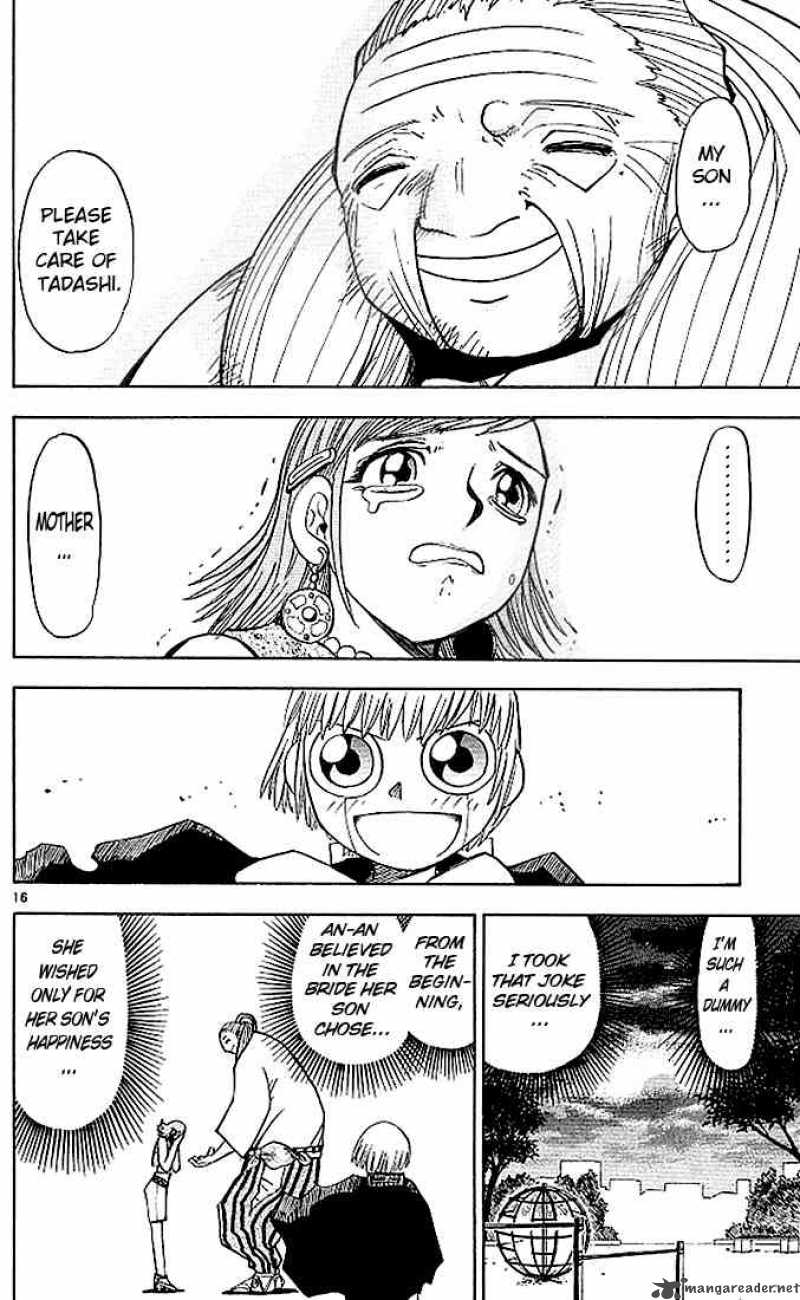 MY
SON
...
PLEASE
TAKE
CARE OF
TADASHI.
.........
MOTHER
...
16
I'M
SUCH
A
DUMMY
...
I TOOK
THAT JOKE
SERIOUSLY
...
FROM
THE
BEGIN-
NING,
AN-AN
BELIEVED
IN THE
BRIDE HER
SON
CHOSE...
SHE
WISHED
ONLY FOR
HER SON'S
HAPPINESS
...
mangareader.net